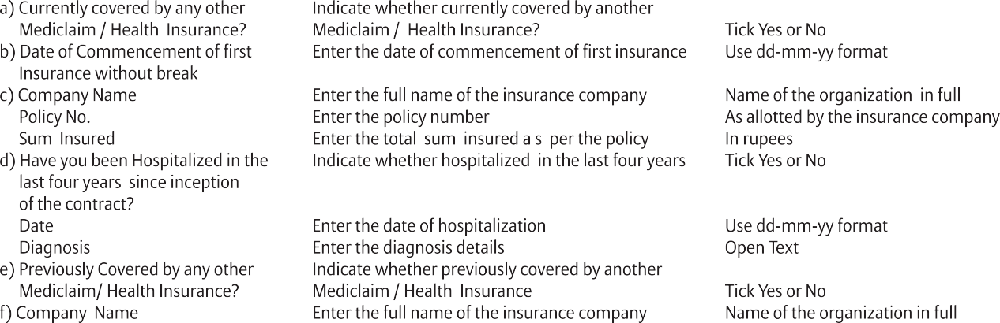 a) Currently covered by any other Indicate whether currently covered by another
Mediclaim / Health Insurance? Mediclaim / Health Insurance? Tick Yes or No
b) Date of Commencement of first Enter the date of commencement of first insurance Use dd-mm-yy format
Insurance without break
c) Company Name Enter the full name of the insurance company Name of the organization in full
Policy No. Enter the policy number As allotted by the insurance company
Sum Insured Enter the total sum insured a s per the policy In rupees
d) Have you been Hospitalized in the Indicate whether hospitalized in the last four years Tick Yes or No
last four years since inception
of the contract?
Date Enter the date of hospitalization Use dd-mm-yy format
Diagnosis Enter the diagnosis details Open Text
e) Previously Covered by any other Indicate whether previously covered by another
Mediclaim/ Health Insurance? Mediclaim / Health Insurance Tick Yes or No
f) Company Name Enter the full name of the insurance company Name of the organization in full